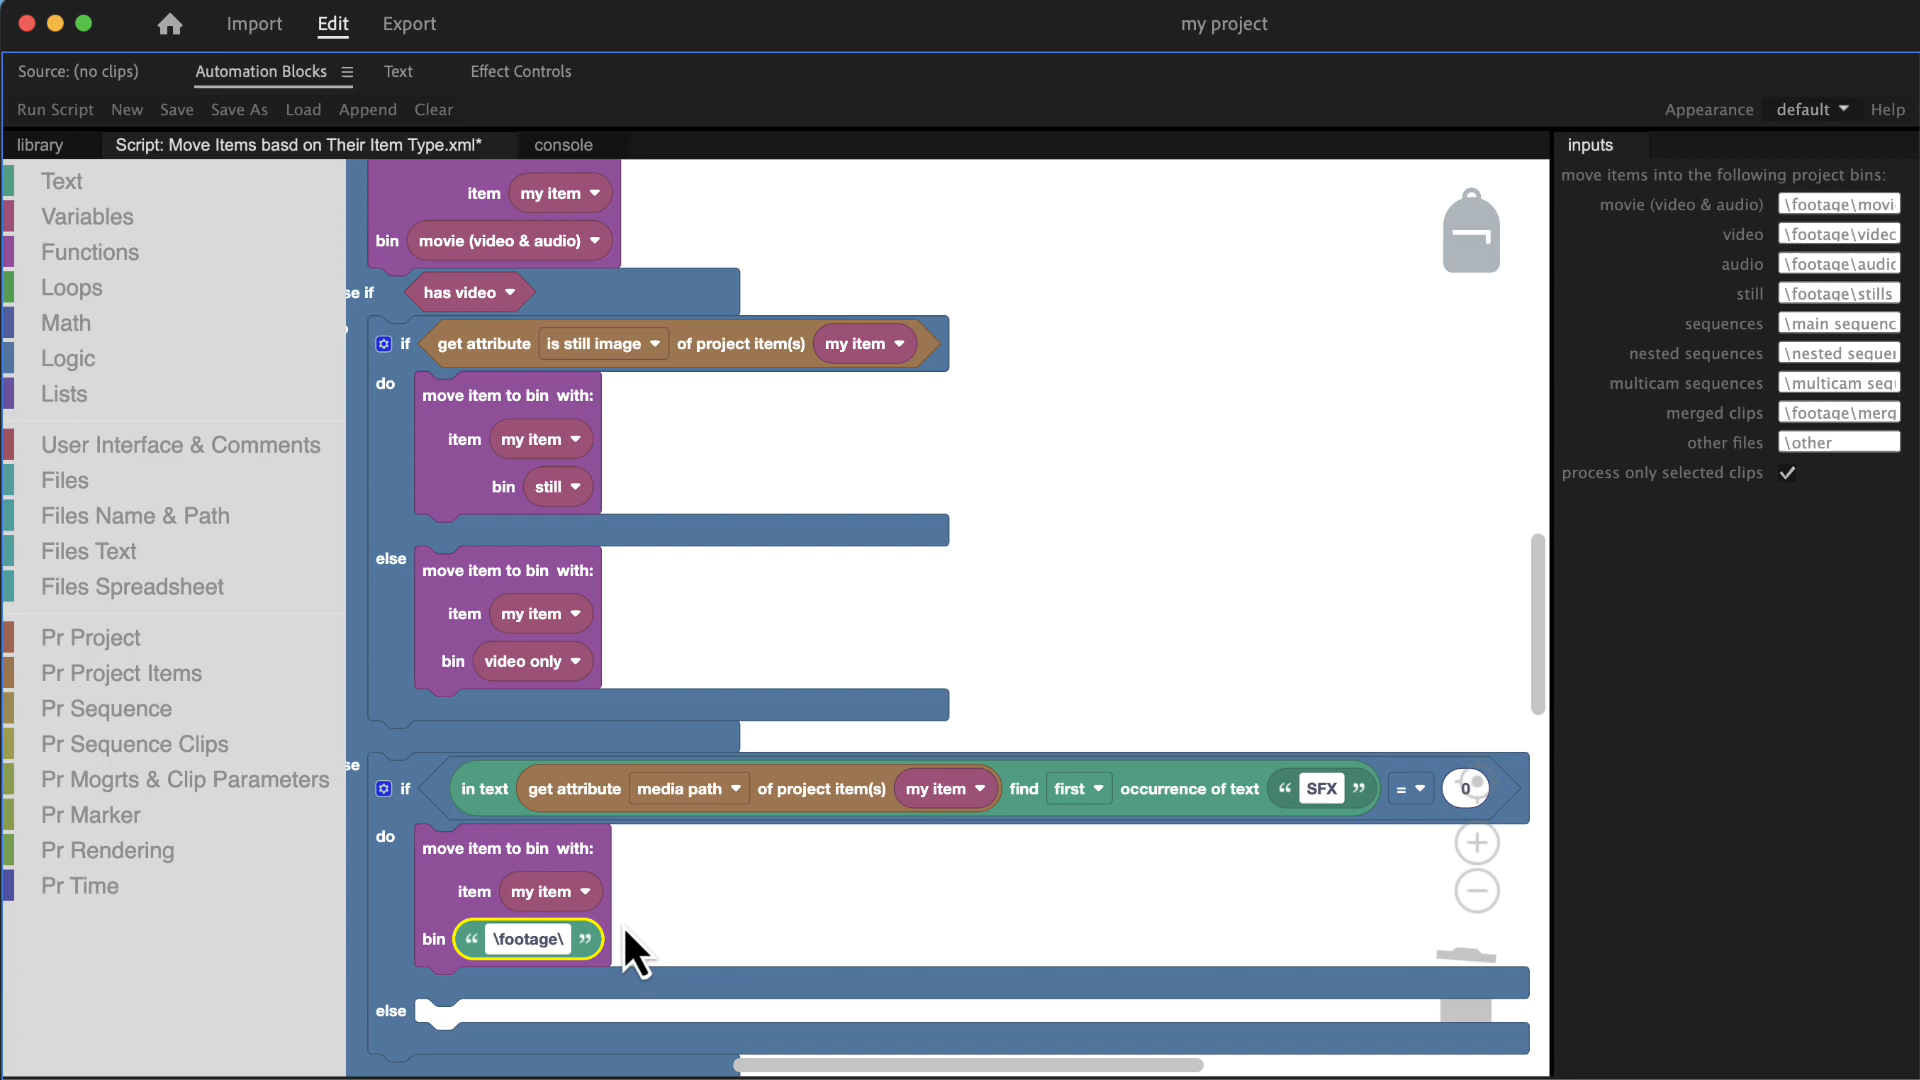 Import Edit Export my project
Source: (no clips) Automation Blocks Text Effect Controls
Run Script New Save Save As Load Append Clear Appearance default Help
library Script: Move Items basd on Their Item Type.xml* console inputs
Text
Variables
Functions
Loops
Math
Logic
Lists
User Interface & Comments
Files
Files Name & Path
Files Text
Files Spreadsheet
Pr Project
Pr Project Items
Pr Sequence
Pr Sequence Clips
Pr Mogrts & Clip Parameters
Pr Marker
Pr Rendering
Pr Time
item my item
bin movie (video & audio)
se if has video
if get attribute is still image of project item(s) my item
do move item to bin with:
item my item
bin still
else move item to bin with:
item my item
bin video only
se
if in text get attribute media path of project item(s) my item find first occurrence of text “ SFX ” = 0
do move item to bin with:
item my item
bin “ \footage\ ”
else
move items into the following project bins:
movie (video & audio) \footage\movi
video \footage\videc
audio \footage\audic
still \footage\stills
sequences \main sequenc
nested sequences \nested sequer
multicam sequences \multicam seq
merged clips \footage\merg
other files \other
process only selected clips